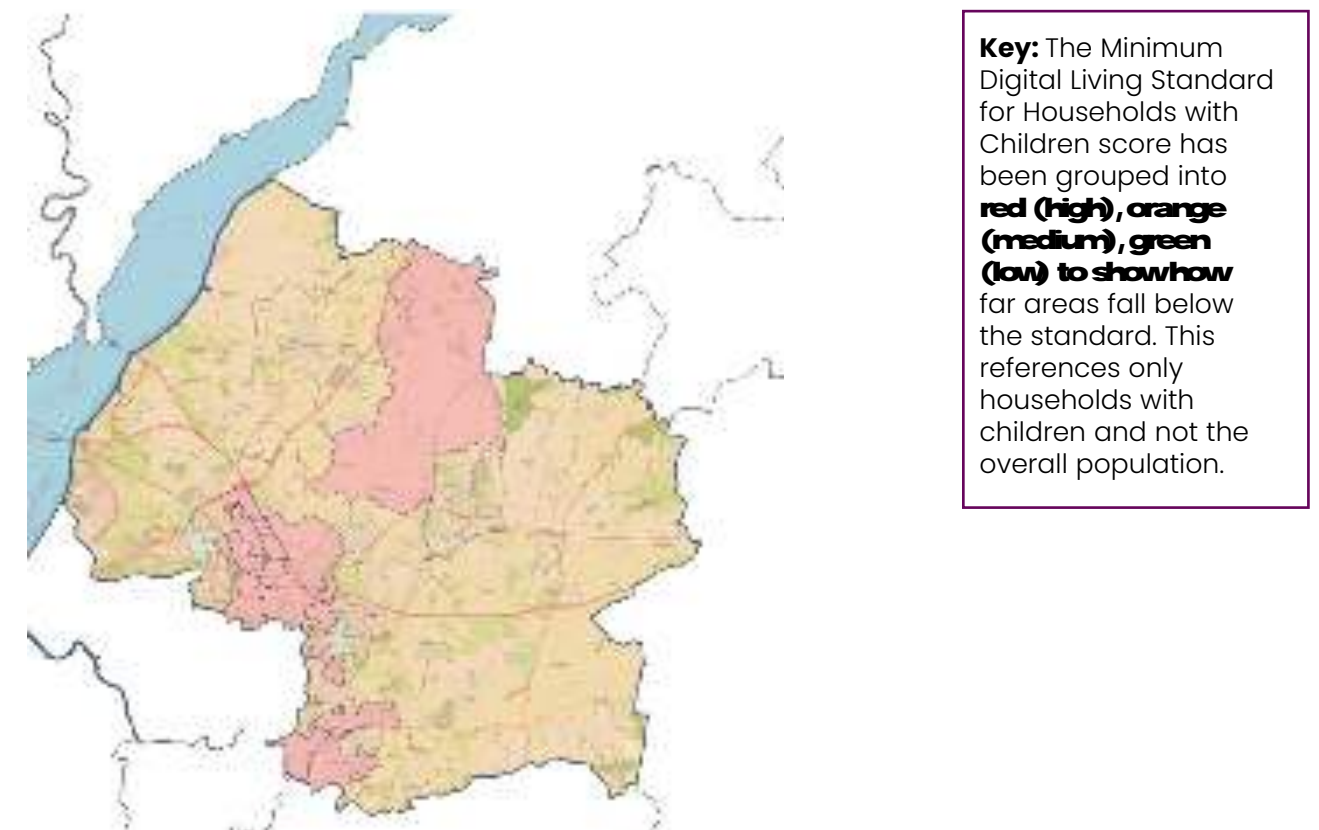 Key: The Minimum
Digital Living Standard
for Households with
Children score has
been grouped into
red (high), orange
(medium), green
(low) to show how
far areas fall below
the standard. This
references only
households with
children and not the
overall population.